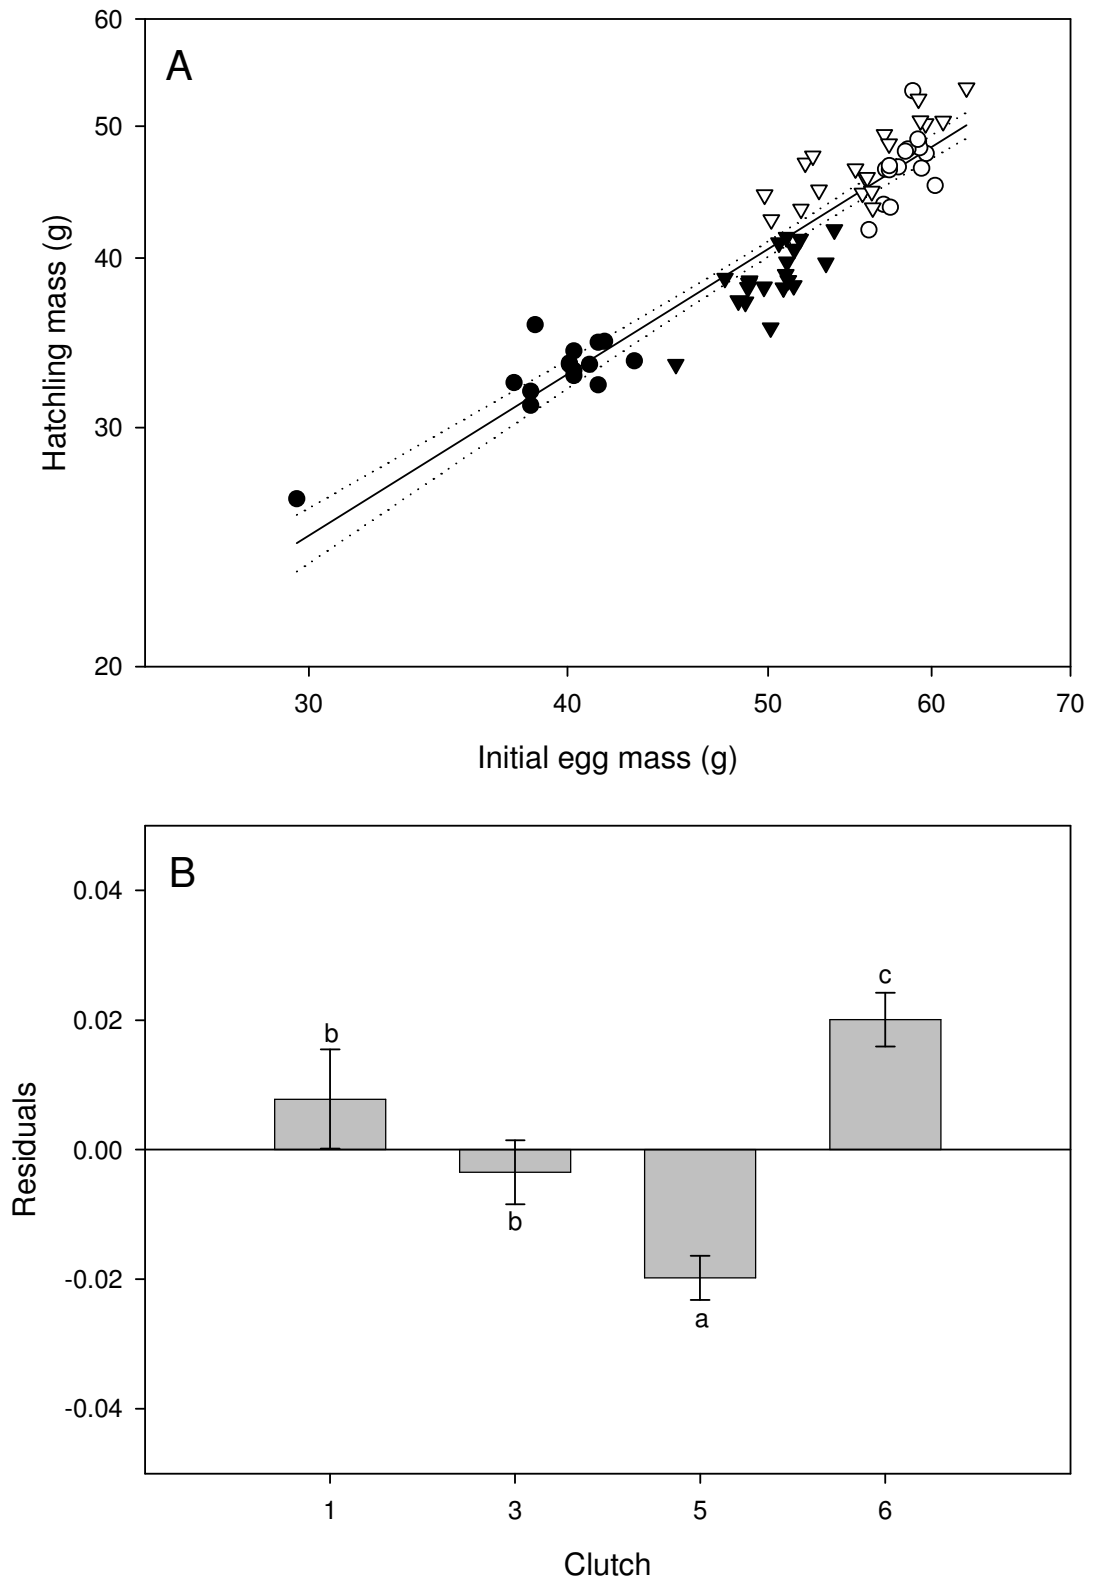 60
A
50
40
30
20
Hatchling mass (g)
30 40 50 60 70
Initial egg mass (g)
B
0.04
c
0.02
b
0.00
b
-0.02
a
-0.04
Residuals
1 3 5 6
Clutch